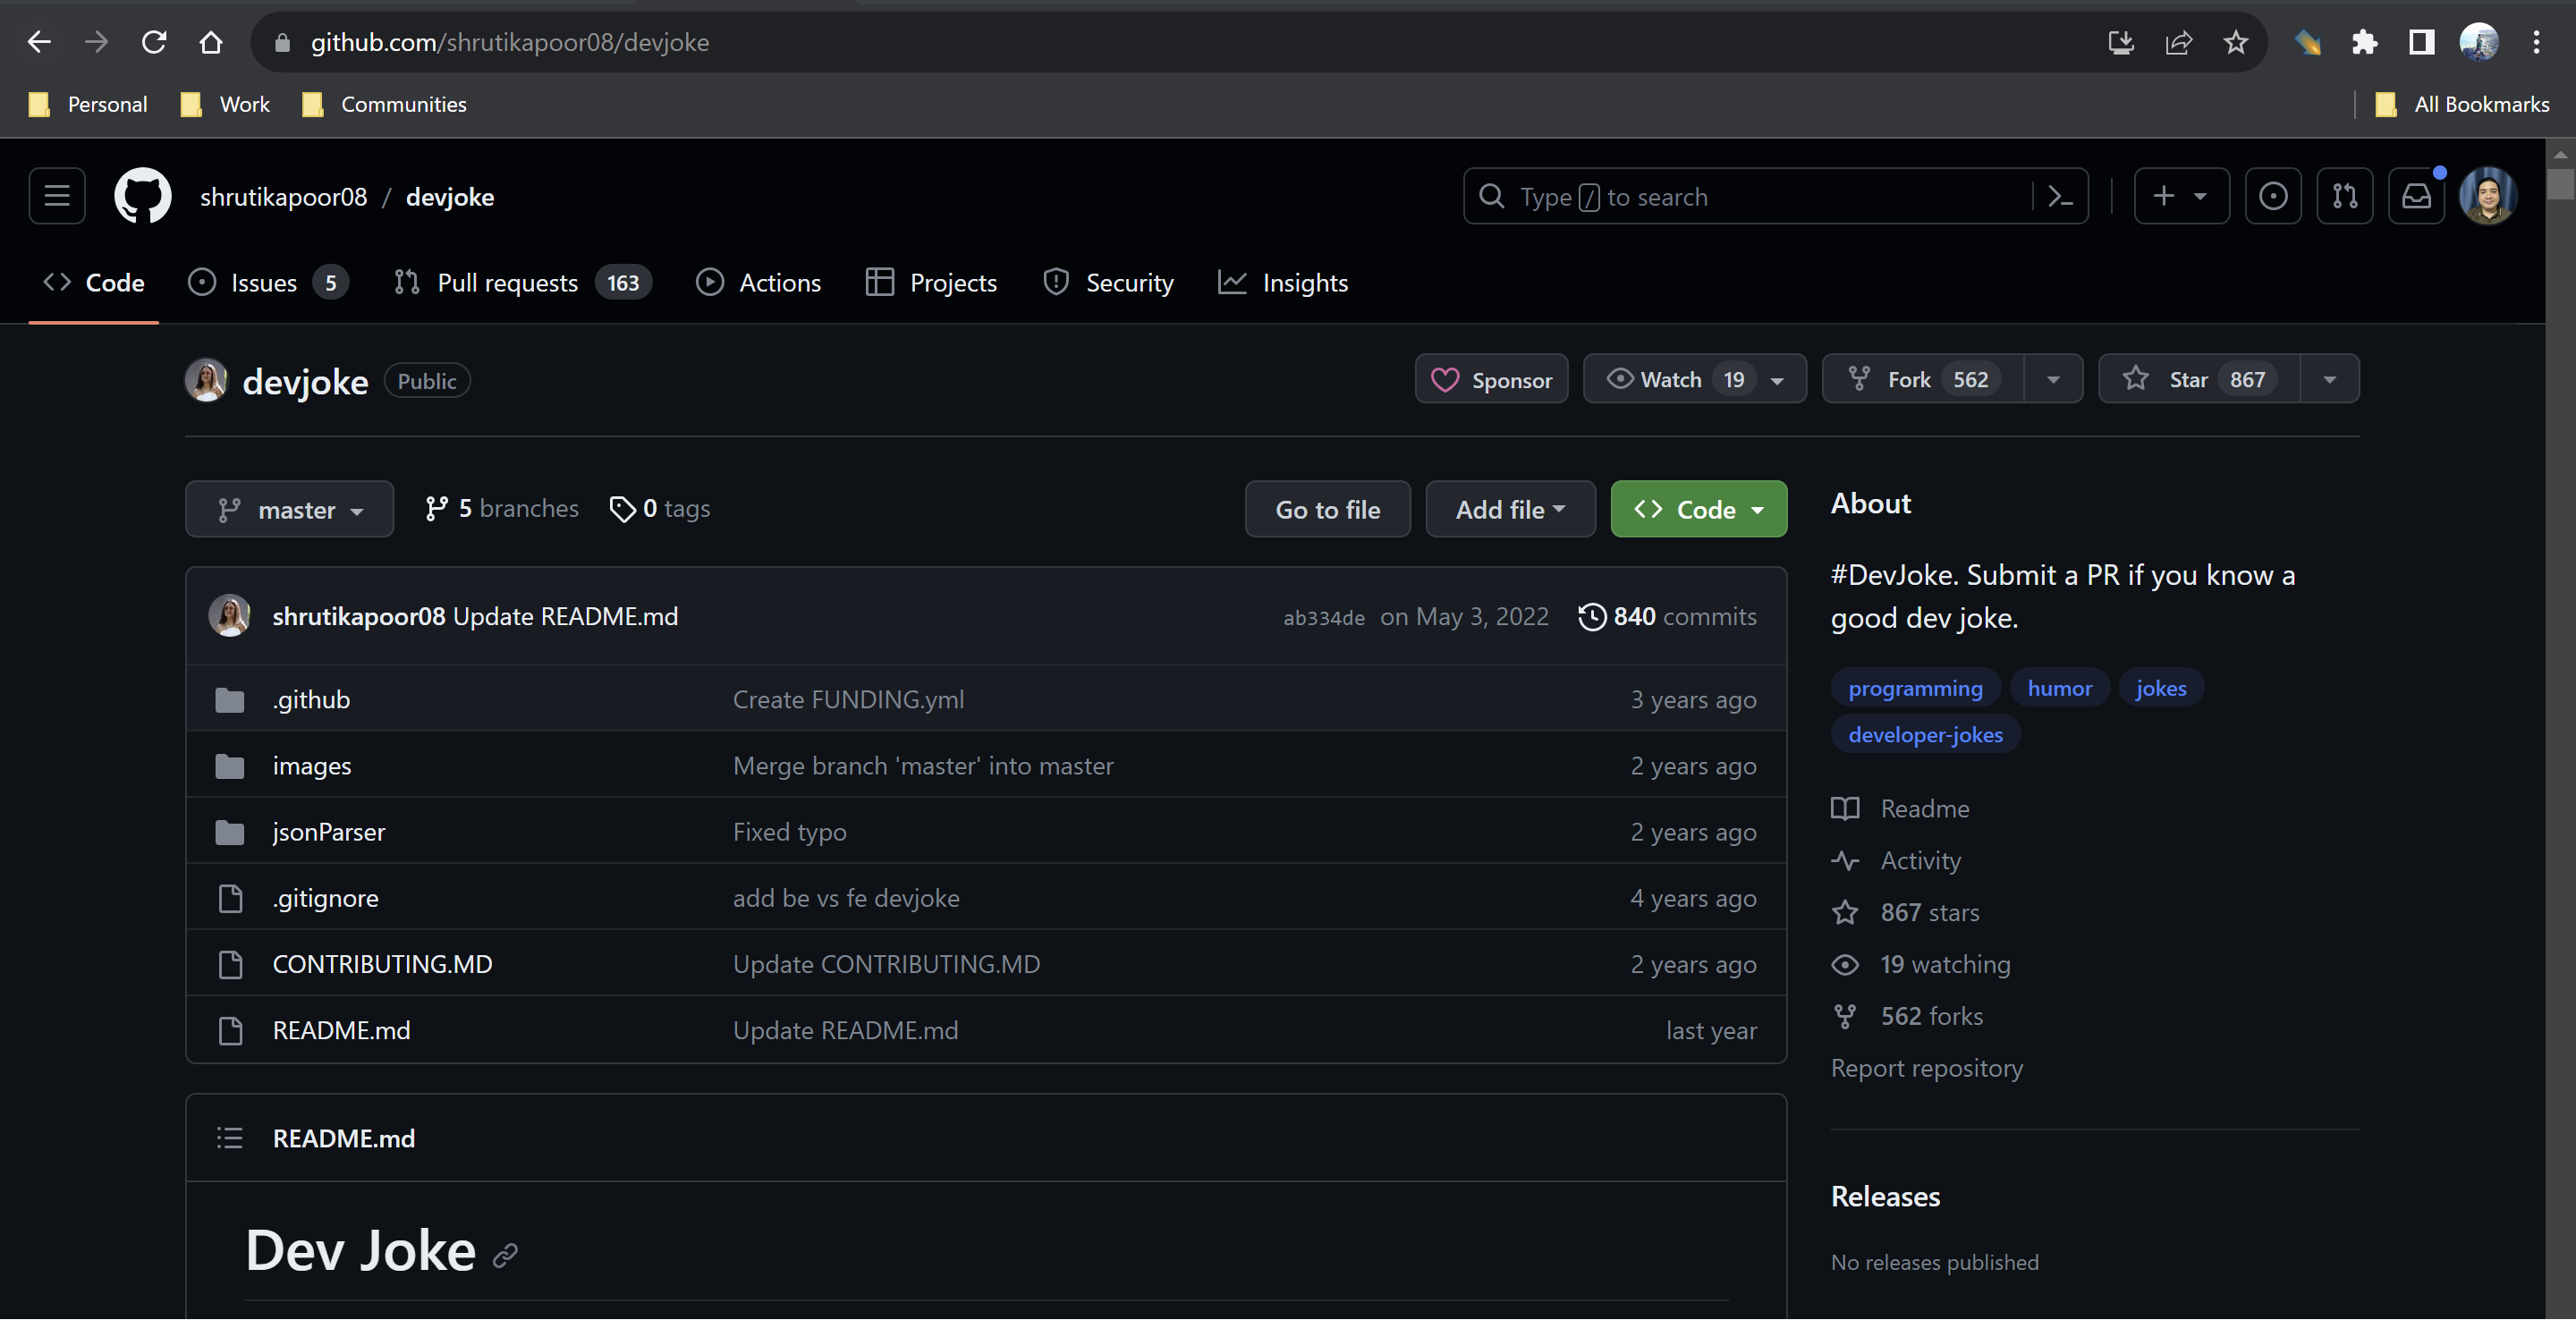 github.com/shrutikapoor08/devjoke
Personal Work Communities All Bookmarks
shrutikapoor08 / devjoke Type / to search
Code Issues 5 Pull requests 163 Actions Projects Security Insights
devjoke Public Sponsor Watch 19 Fork 562 Star 867
master 5 branches 0 tags Go to file Add file Code
shrutikapoor08 Update README.md ab334de on May 3, 2022 840 commits
.github Create FUNDING.yml 3 years ago
images Merge branch 'master' into master 2 years ago
jsonParser Fixed typo 2 years ago
.gitignore add be vs fe devjoke 4 years ago
CONTRIBUTING.MD Update CONTRIBUTING.MD 2 years ago
README.md Update README.md last year
README.md
Dev Joke
About
#DevJoke. Submit a PR if you know a
good dev joke.
programming humor jokes
developer-jokes
Readme
Activity
867 stars
19 watching
562 forks
Report repository
Releases
No releases published